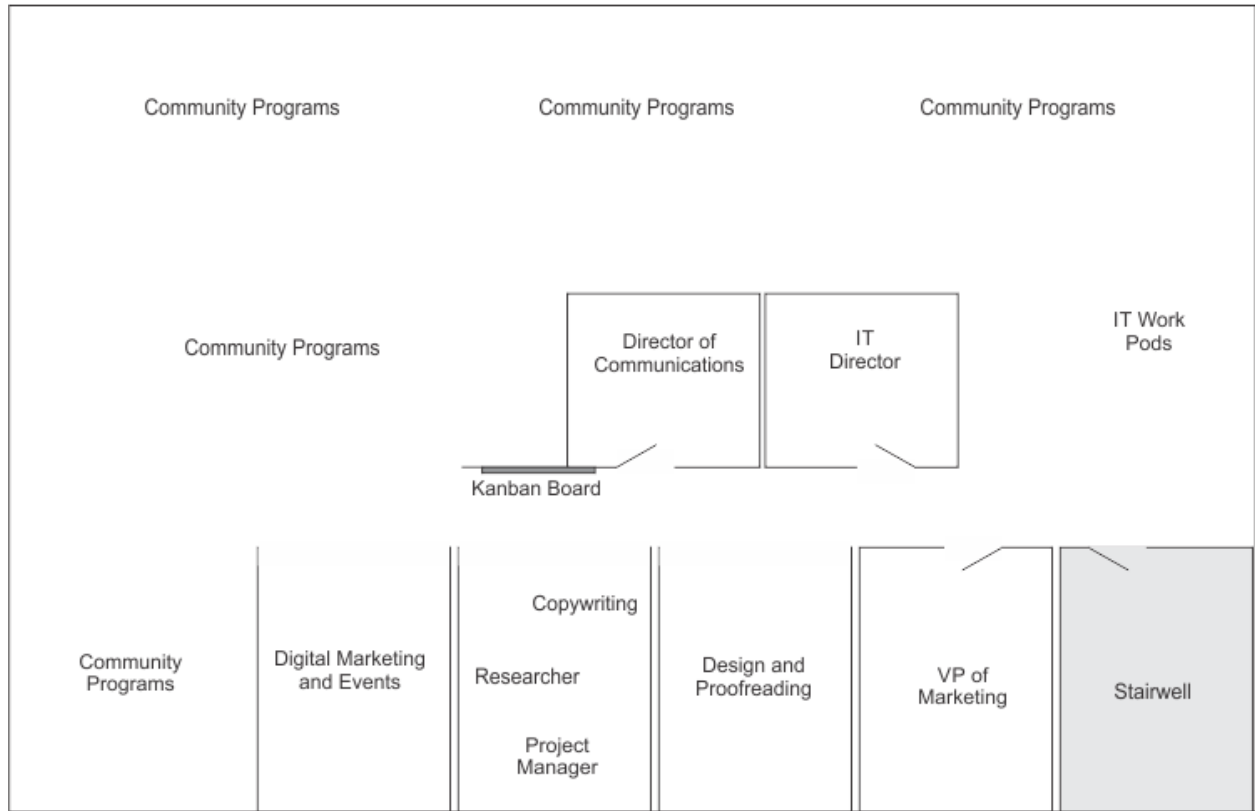 Community Programs
Community Programs
Community Programs
Community Programs
Director of
Communications
IT
Director
IT Work
Pods
Kanban Board
Community
Programs
Digital Marketing
and Events
Copywriting
Researcher
Project
Manager
Design and
Proofreading
VP of
Marketing
Stairwell